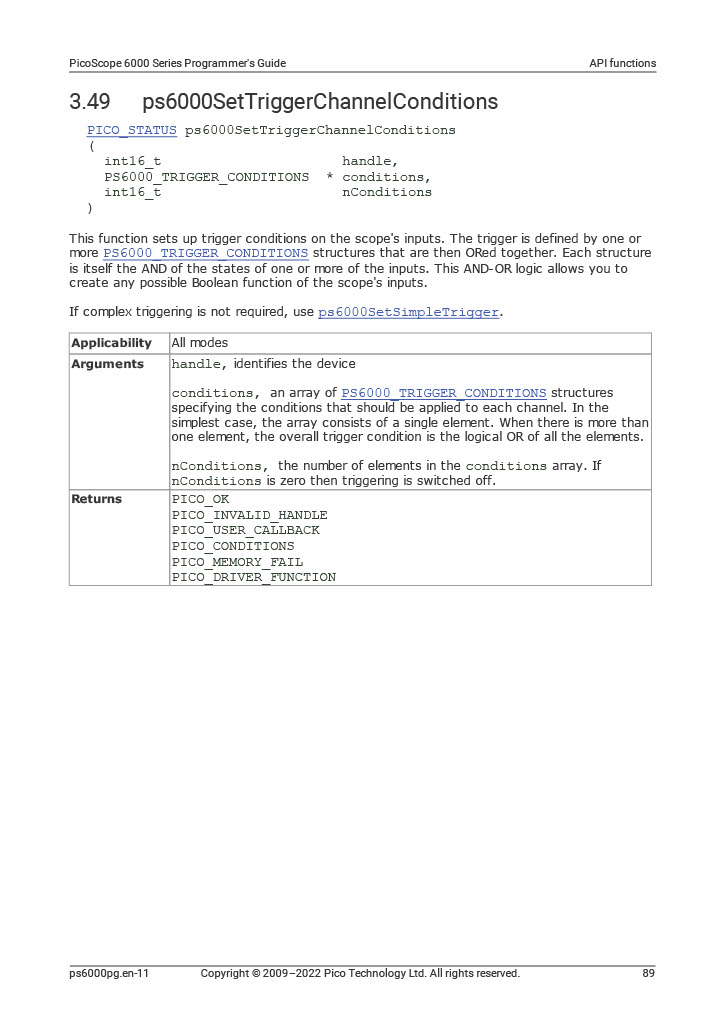 PicoScope 6000 Series Programmer's Guide API functions
3.49 ps6000SetTriggerChannelConditions
PICO_STATUS ps6000SetTriggerChannelConditions
(
int16_t handle,
PS6000_TRIGGER_CONDITIONS * conditions,
int16_t nConditions
)
This function sets up trigger conditions on the scope's inputs. The trigger is defined by one or
more PS6000_TRIGGER_CONDITIONS structures that are then ORed together. Each structure
is itself the AND of the states of one or more of the inputs. This AND-OR logic allows you to
create any possible Boolean function of the scope's inputs.
If complex triggering is not required, use ps6000SetSimpleTrigger.
Applicability All modes
Arguments handle, identifies the device
conditions, an array of PS6000_TRIGGER_CONDITIONS structures
specifying the conditions that should be applied to each channel. In the
simplest case, the array consists of a single element. When there is more than
one element, the overall trigger condition is the logical OR of all the elements.
nConditions, the number of elements in the conditions array. If
nConditions is zero then triggering is switched off.
Returns PICO_OK
PICO_INVALID_HANDLE
PICO_USER_CALLBACK
PICO_CONDITIONS
PICO_MEMORY_FAIL
PICO_DRIVER_FUNCTION
ps6000pg.en-11 Copyright © 2009–2022 Pico Technology Ltd. All rights reserved. 89